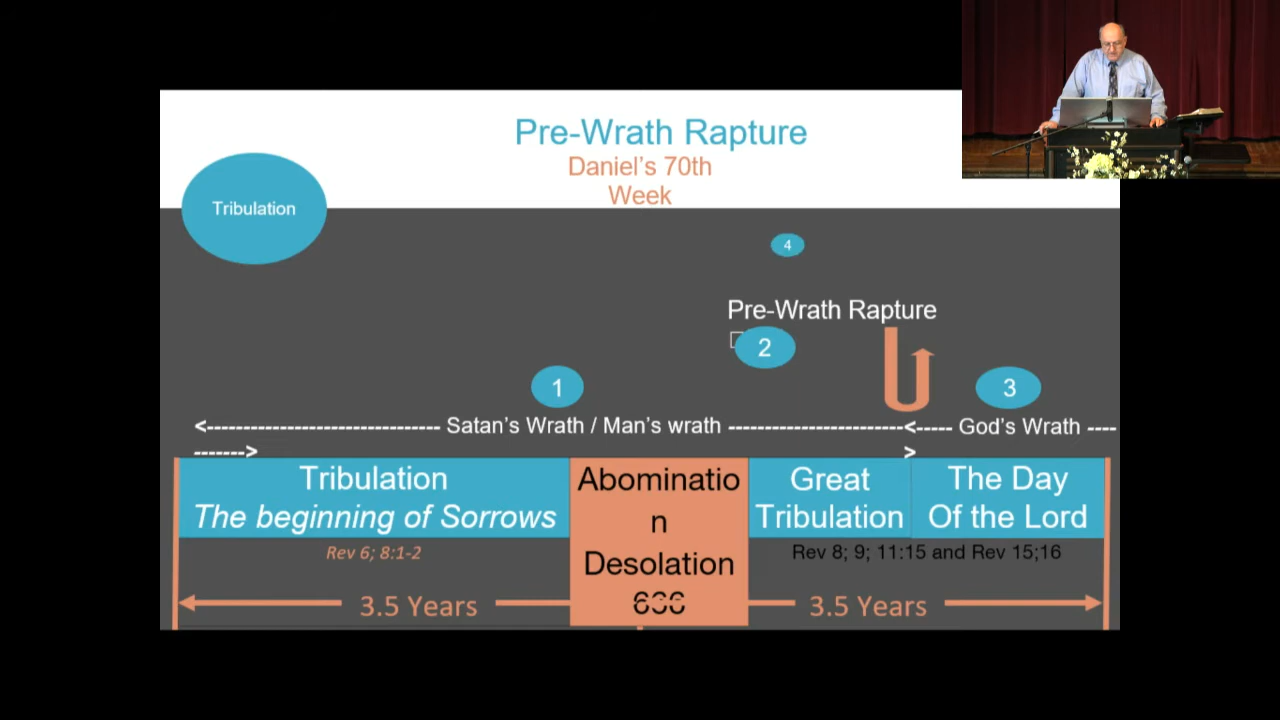 Pre-Wrath Rapture
Daniel's 70th
Week
Tribulation
4
Pre-Wrath Rapture
2
1
3
<------------------------------ Satan's Wrath / Man's wrath ----------------------<----- God's Wrath ----
------->
>
Tribulation
The beginning of Sorrows
Abominatio
n
Desolation
666
Great
Tribulation
The Day
Of the Lord
Rev 6; 8:1-2
Rev 8; 9; 11:15 and Rev 15;16
3.5 Years
3.5 Years